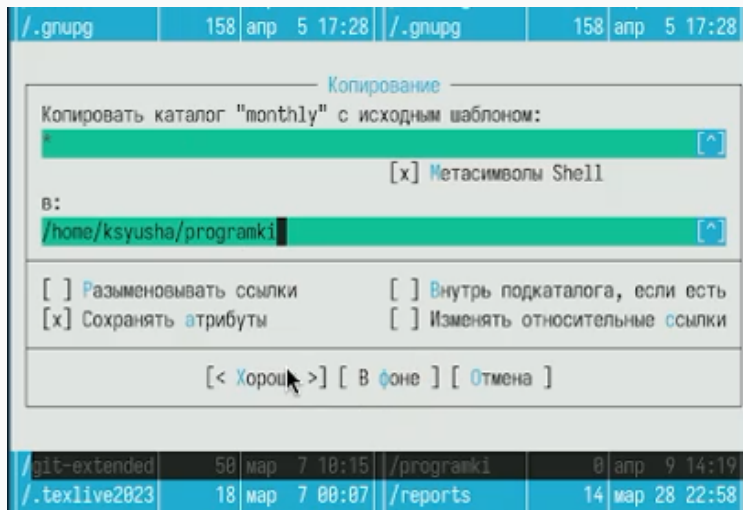 /.gnupg 158 апр 5 17:28 /.gnupg 158 апр 5 17:28
Копирование
Копировать каталог "monthly" с исходным шаблоном:
* [^]
[x] Метасимволы Shell
в:
/home/ksyusha/programki [^]
[ ] Разыменовывать ссылки [ ] Внутрь подкаталога, если есть
[x] Сохранять атрибуты [ ] Изменять относительные ссылки
[< Хорошо >] [ В фоне ] [ Отмена ]
/git-extended 50 мар 7 10:15 /programki 0 апр 9 14:19
/.texlive2023 18 мар 7 00:07 /reports 14 мар 28 22:58